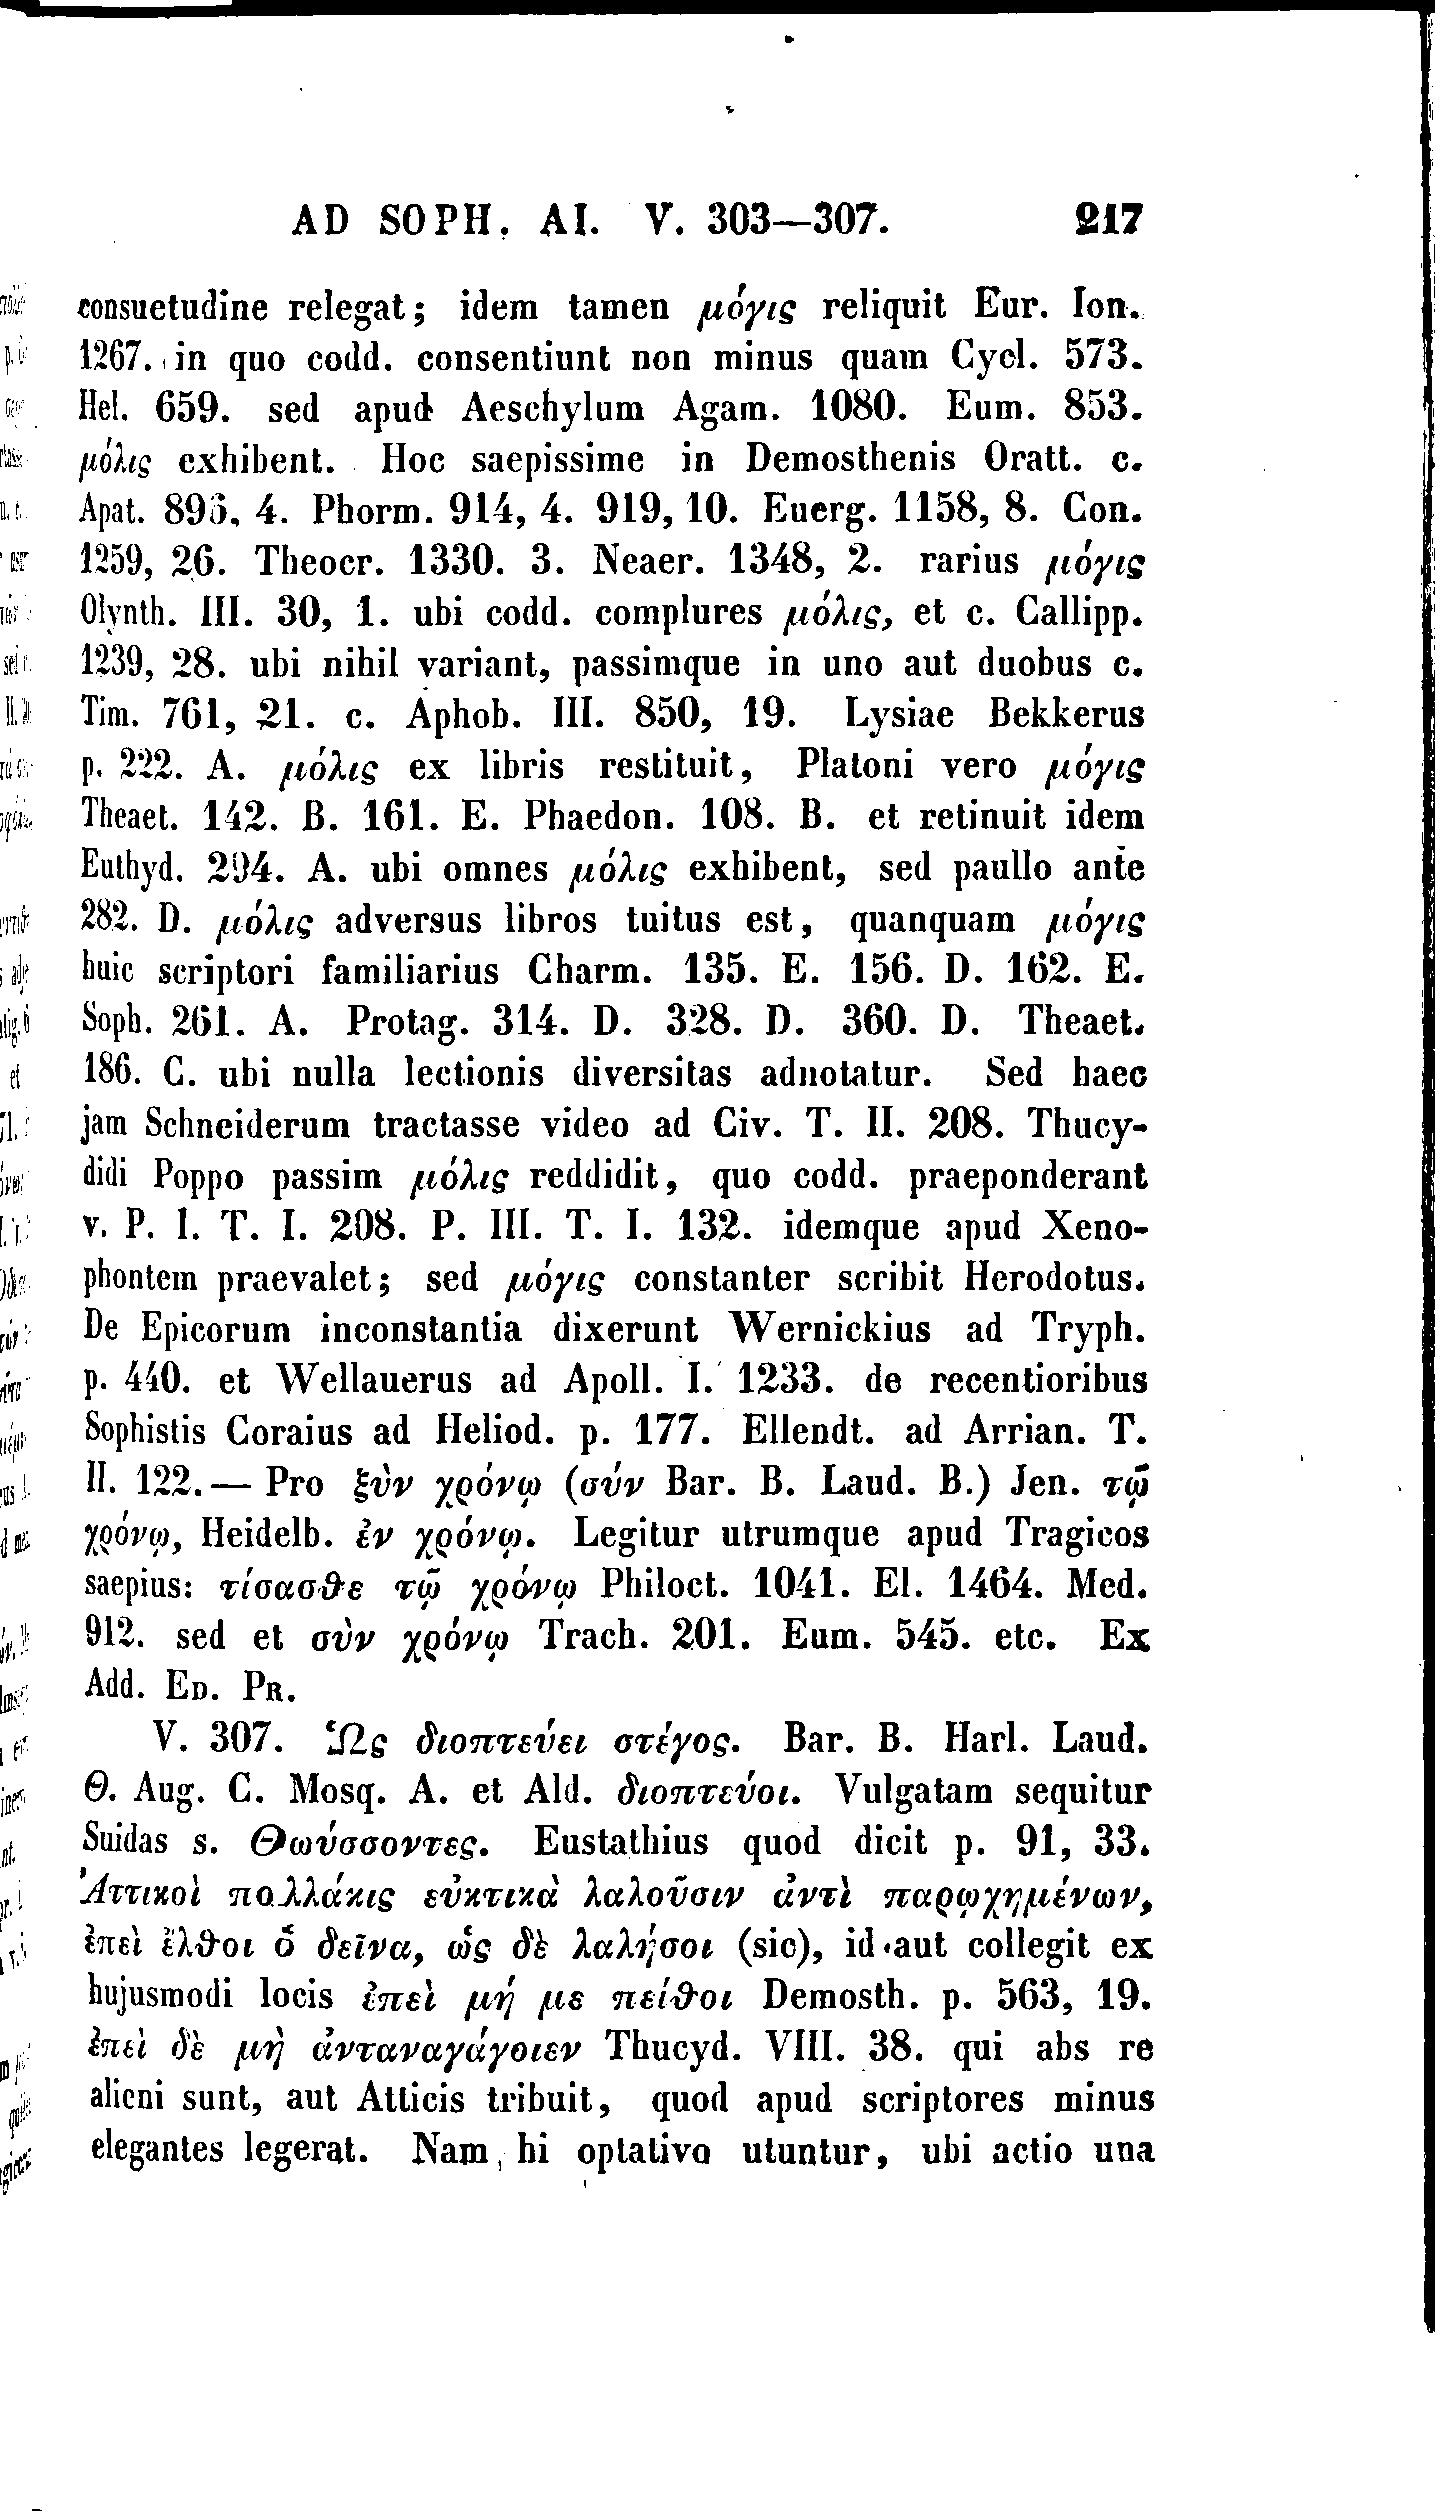 AD SOPH. AI. V. 303—307. 217
consuetudine relegat; idem tamen μόγις reliquit Eur. Ion.
1267. in quo codd. consentiunt non minus quam Cycl. 573.
Hel. 659. sed apud Aeschylum Agam. 1080. Eum. 853.
μόλις exhibent. Hoc saepissime in Demosthenis Oratt. c.
Apat. 896, 4. Phorm. 914, 4. 919, 10. Euerg. 1158, 8. Con.
1259, 26. Theocr. 1330. 3. Neaer. 1348, 2. rarius μόγις
Olynth. III. 30, 1. ubi codd. complures μόλις, et c. Callipp.
1239, 28. ubi nihil variant, passimque in uno aut duobus c.
Tim. 761, 21. c. Aphob. III. 850, 19. Lysiae Bekkerus
p. 222. A. μόλις ex libris restituit, Platoni vero μόγις
Theaet. 142. B. 161. E. Phaedon. 108. B. et retinuit idem
Euthyd. 294. A. ubi omnes μόλις exhibent, sed paullo ante
282. D. μόλις adversus libros tuitus est, quanquam μόγις
huic scriptori familiarius Charm. 135. E. 156. D. 162. E.
Soph. 261. A. Protag. 314. D. 328. D. 360. D. Theaet.
186. C. ubi nulla lectionis diversitas adnotatur. Sed haec
jam Schneiderum tractasse video ad Civ. T. II. 208. Thucy-
didi Poppo passim μόλις reddidit, quo codd. praeponderant
v. P. I. T. I. 208. P. III. T. I. 132. idemque apud Xeno-
phontem praevalet; sed μόγις constanter scribit Herodotus.
De Epicorum inconstantia dixerunt Wernickius ad Tryph.
p. 440. et Wellauerus ad Apoll. I. 1233. de recentioribus
Sophistis Coraius ad Heliod. p. 177. Ellendt. ad Arrian. T.
II. 122.— Pro ξὺν χρόνῳ (σύν Bar. B. Laud. B.) Jen. τῷ
χρόνῳ, Heidelb. ἐν χρόνῳ. Legitur utrumque apud Tragicos
saepius: τίσασθε τῷ χρόνῳ Philoct. 1041. El. 1464. Med.
912. sed et σὺν χρόνῳ Trach. 201. Eum. 545. etc. Ex
Add. ED. PR.
V. 307. Ὡς διοπτεύει στέγος. Bar. B. Harl. Laud.
Θ. Aug. C. Mosq. A. et Ald. διοπτεύοι. Vulgatam sequitur
Suidas s. Θωύσσοντες. Eustathius quod dicit p. 91, 33.
Ἀττικοὶ πολλάκις εὐκτικὰ λαλοῦσιν ἀντὶ παρῳχημένων,
ἐπεὶ ἔλθοι ὁ δεῖνα, ὡς δὲ λαλήσοι (sic), id aut collegit ex
hujusmodi locis ἐπεὶ μή με πείθοι Demosth. p. 563, 19.
ἐπεὶ δὲ μὴ ἀνταναγάγοιεν Thucyd. VIII. 38. qui abs re
alieni sunt, aut Atticis tribuit, quod apud scriptores minus
elegantes legerat. Nam hi optativo utuntur, ubi actio una